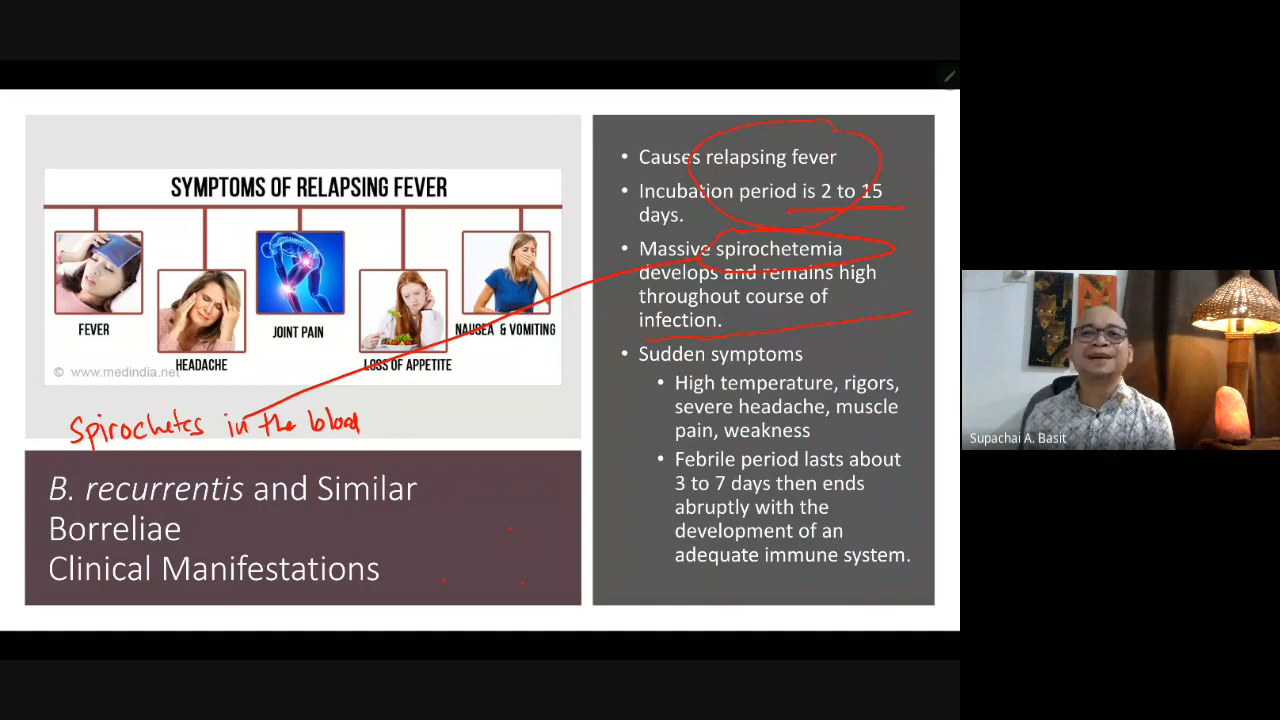 SYMPTOMS OF RELAPSING FEVER
FEVER
HEADACHE
JOINT PAIN
LOSS OF APPETITE
NAUSEA & VOMITING
© www.medindia.net
Spirochetes in the blood
B. recurrentis and Similar
Borreliae
Clinical Manifestations
• Causes relapsing fever
• Incubation period is 2 to 15
days.
• Massive spirochetemia
develops and remains high
throughout course of
infection.
• Sudden symptoms
• High temperature, rigors,
severe headache, muscle
pain, weakness
• Febrile period lasts about
3 to 7 days then ends
abruptly with the
development of an
adequate immune system.
Supachai A. Basit